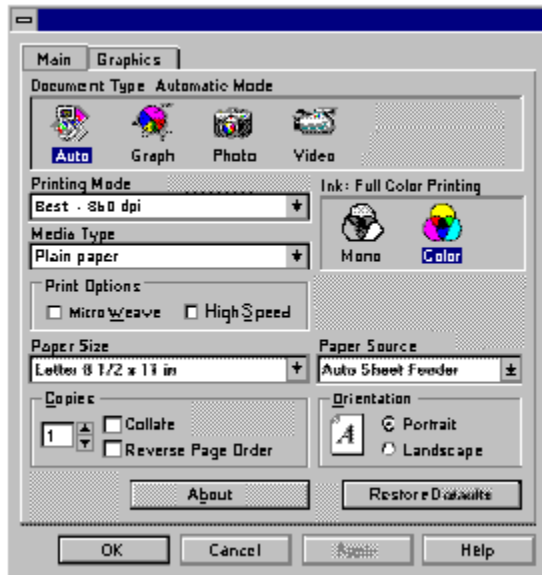 Main Graphics
Document Type Automatic Mode
Auto Graph Photo Video
Printing Mode
Best - 360 dpi
Ink: Full Color Printing
Mono Color
Media Type
Plain paper
Print Options
MicroWeave High Speed
Paper Size
Letter 8 1/2 x 11 in
Paper Source
Auto Sheet Feeder
Copies
1
Collate
Reverse Page Order
Orientation
A
Portrait
Landscape
About Restore Defaults
OK Cancel Apply Help